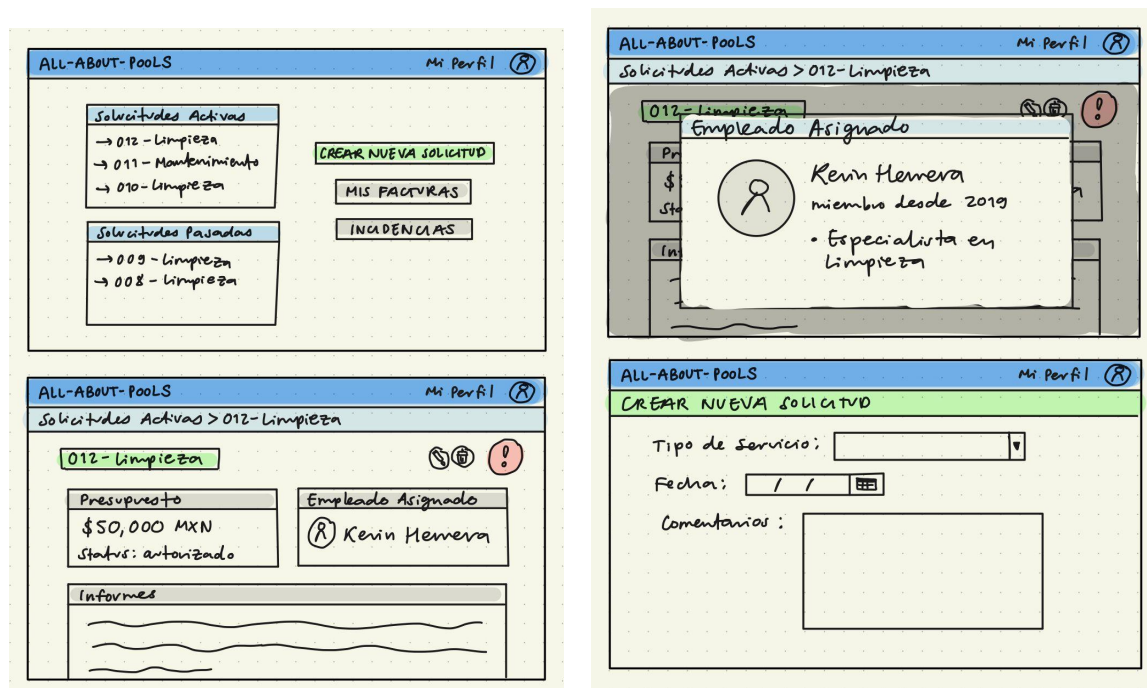 ALL-ABOUT-POOLS Mi Perfil
Solicitudes Activas
→ 012 - Limpieza
→ 011 - Mantenimiento
→ 010 - Limpieza
Solicitudes Pasadas
→ 009 - Limpieza
→ 008 - Limpieza
CREAR NUEVA SOLICITUD
MIS FACTURAS
INCIDENCIAS
ALL-ABOUT-POOLS Mi Perfil
Solicitudes Activas > 012-Limpieza
012-Limpieza !
Presupuesto
$50,000 MXN
Status: autorizado
Empleado Asignado
Kevin Herrera
Informes
ALL-ABOUT-POOLS Mi Perfil
Solicitudes Activas > 012-Limpieza
012-Limpieza !
Empleado Asignado
Kevin Herrera
miembro desde 2019
• Especialista en
Limpieza
Pr
$
Sta
In
ALL-ABOUT-POOLS Mi Perfil
CREAR NUEVA SOLICITUD
Tipo de Servicio:
Fecha: / /
Comentarios: